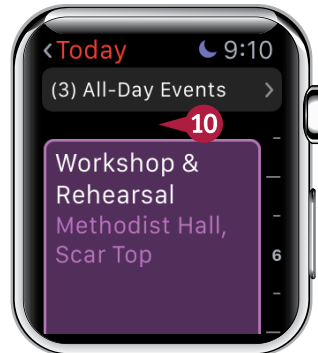 <Today 9:10
(3) All-Day Events >
10
Workshop &
Rehearsal
Methodist Hall,
Scar Top
6